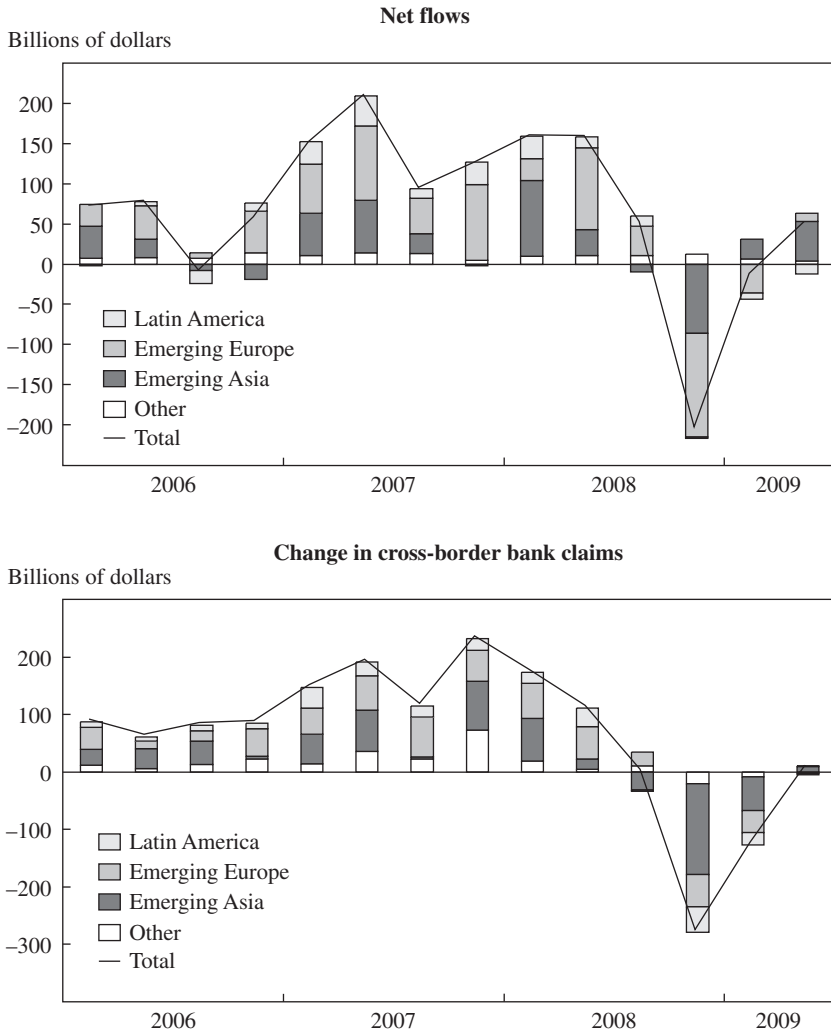 Net flows
Billions of dollars
200
150
100
50
0
–50
–100
–150
–200
Latin America
Emerging Europe
Emerging Asia
Other
Total
2006 2007 2008 2009
Change in cross-border bank claims
Billions of dollars
200
100
0
–100
–200
–300
Latin America
Emerging Europe
Emerging Asia
Other
Total
2006 2007 2008 2009